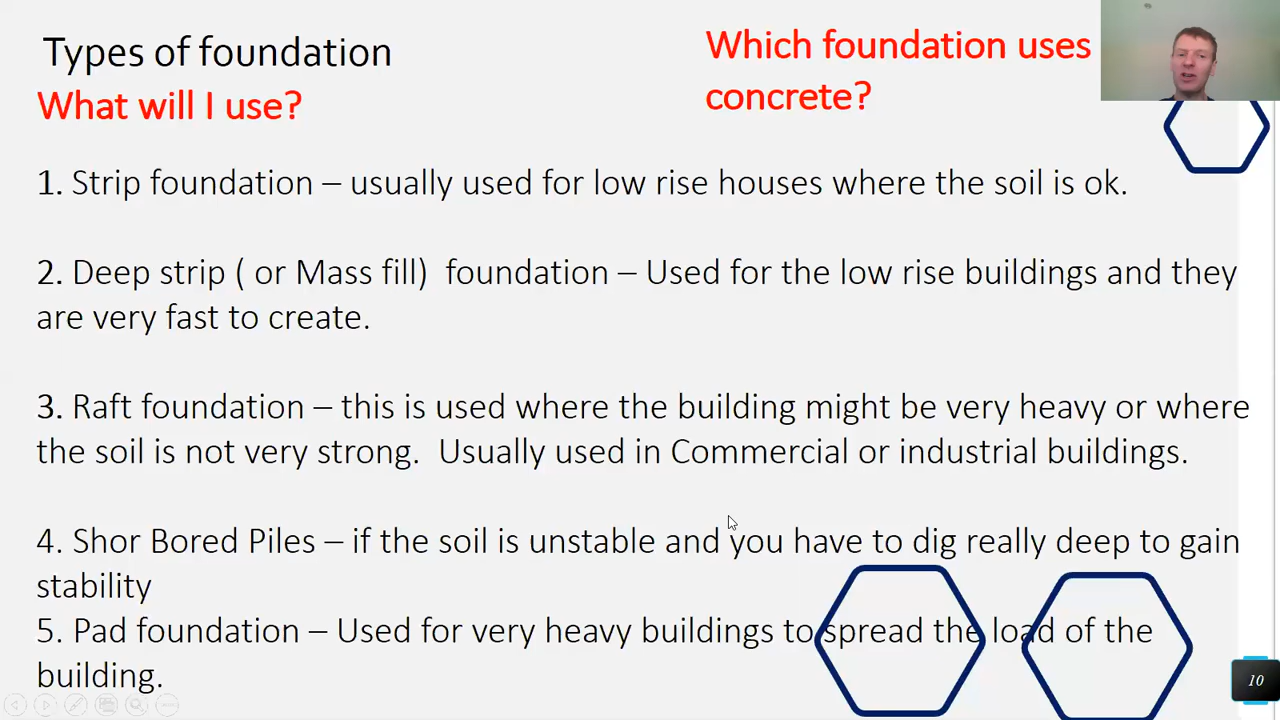 Types of foundation
What will I use?
Which foundation uses
concrete?
1. Strip foundation – usually used for low rise houses where the soil is ok.
2. Deep strip ( or Mass fill)  foundation – Used for the low rise buildings and they
are very fast to create.
3. Raft foundation – this is used where the building might be very heavy or where
the soil is not very strong.  Usually used in Commercial or industrial buildings.
4. Shor Bored Piles – if the soil is unstable and you have to dig really deep to gain
stability
5. Pad foundation – Used for very heavy buildings to spread the load of the
building.
10